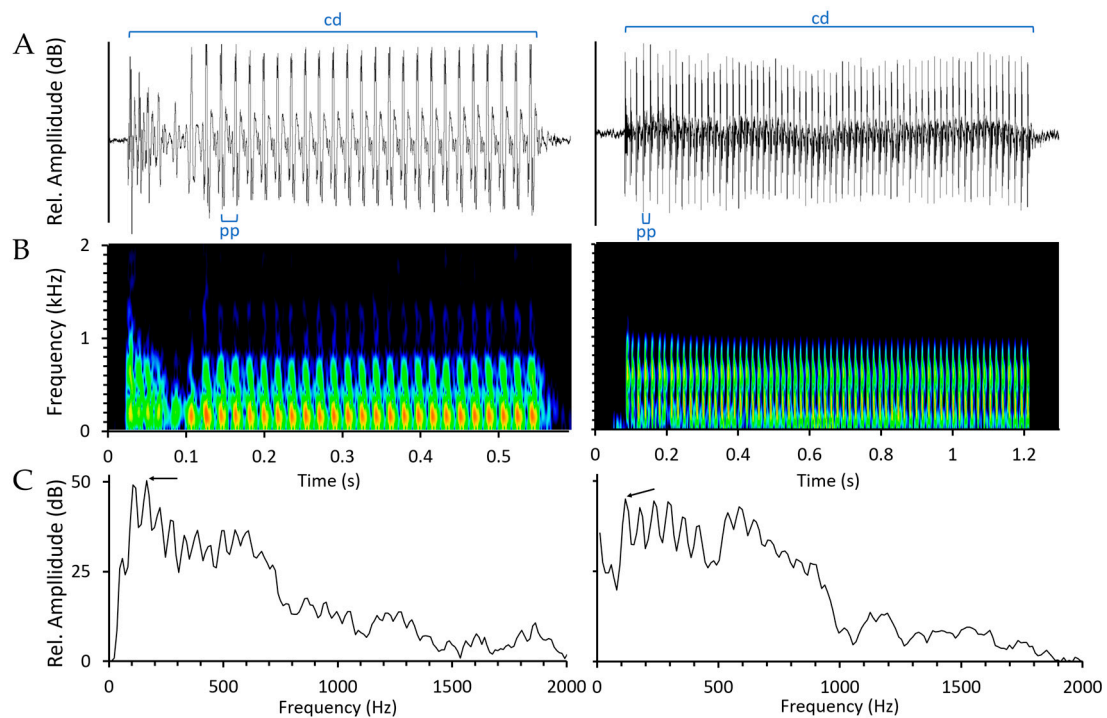 cd cd
A
Rel. Ampllidude (dB)
pp pp
B
Frequency (kHz)
2
1
0
0 0.1 0.2 0.3 0.4 0.5 0 0.2 0.4 0.6 0.8 1 1.2
Time (s) Time (s)
C
Rel. Ampllidude (dB)
50
25
0
0 500 1000 1500 2000 0 500 1000 1500 2000
Frequency (Hz) Frequency (Hz)